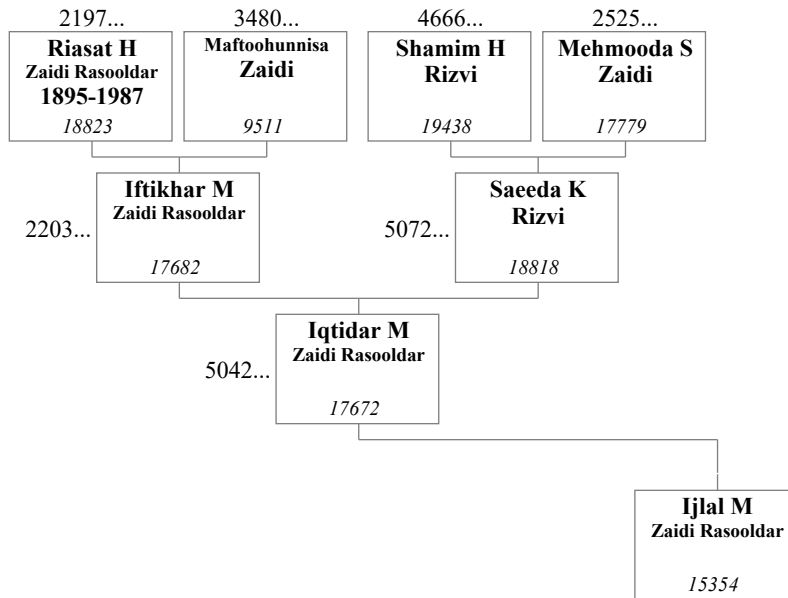 2197...
3480...
4666...
2525...
Riasat H
Zaidi Rasooldar
1895-1987
18823
Maftoohunnisa
Zaidi
9511
Shamim H
Rizvi
19438
Mehmooda S
Zaidi
17779
2203...
Iftikhar M
Zaidi Rasooldar
17682
5072...
Saeeda K
Rizvi
18818
5042...
Iqtidar M
Zaidi Rasooldar
17672
Ijlal M
Zaidi Rasooldar
15354